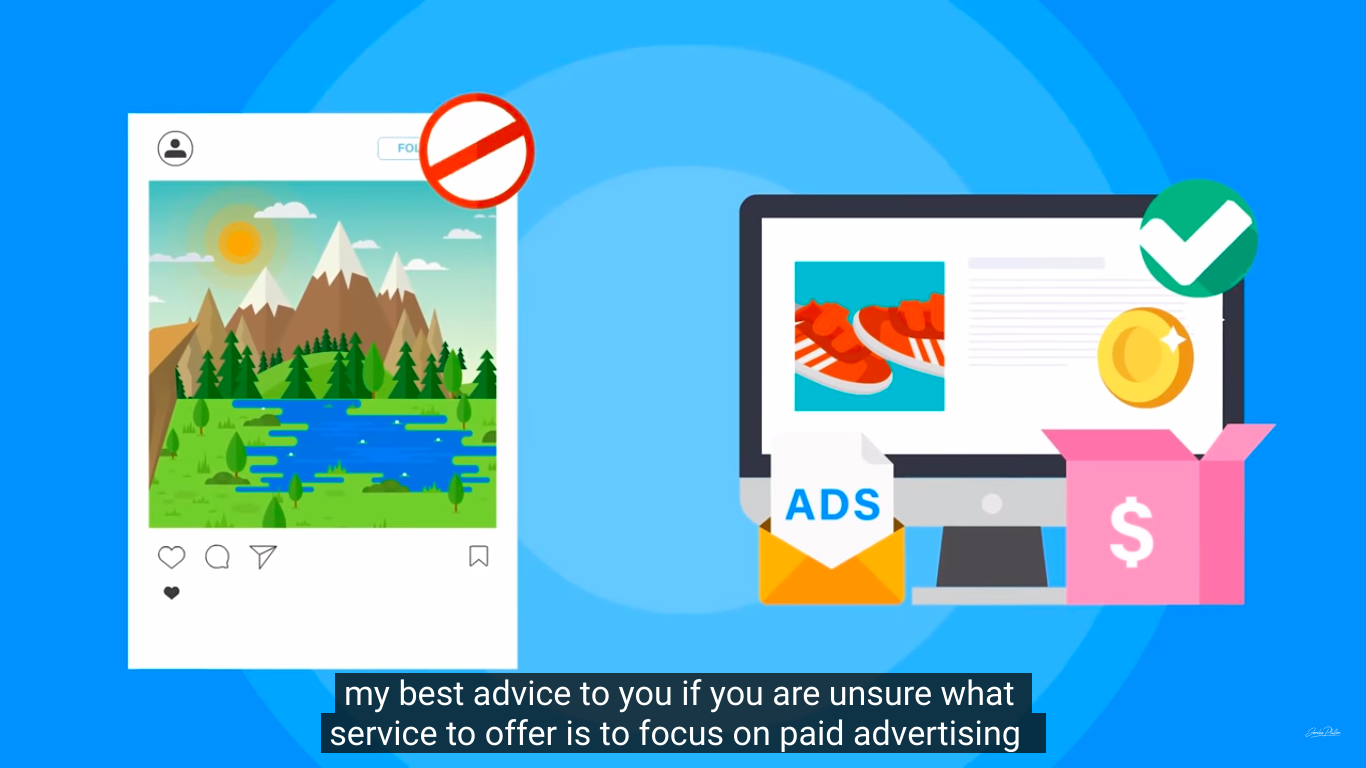 FOL
ADS
$
my best advice to you if you are unsure what
service to offer is to focus on paid advertising